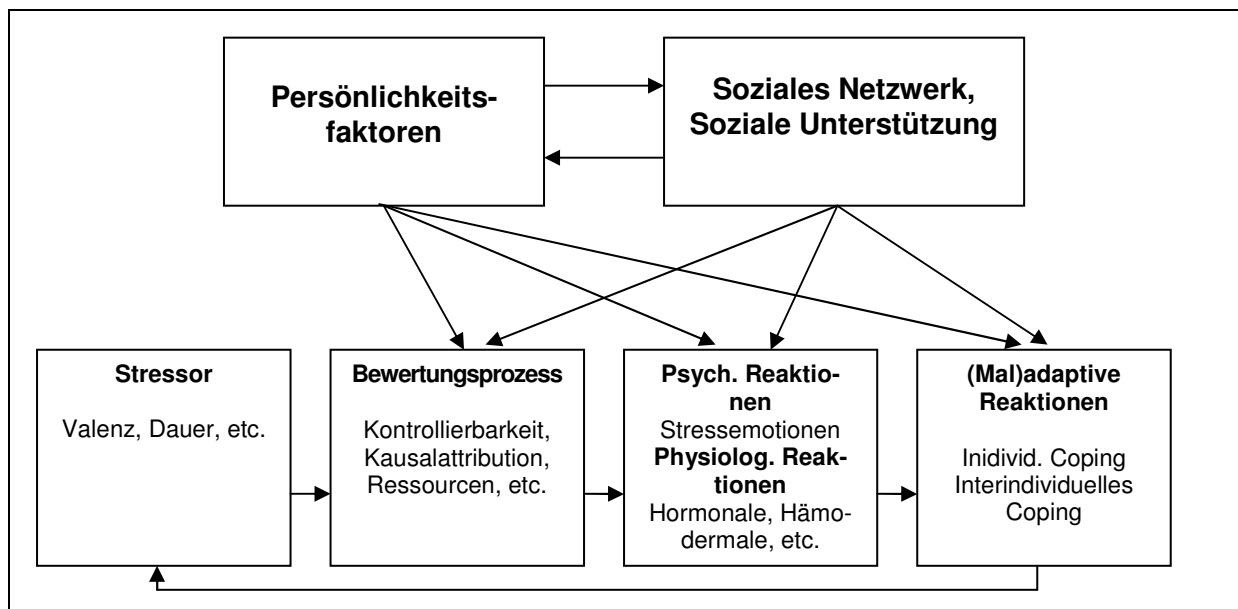 Persönlichkeits-
faktoren
Soziales Netzwerk,
Soziale Unterstützung
Stressor
Valenz, Dauer, etc.
Bewertungsprozess
Kontrollierbarkeit,
Kausalattribution,
Ressourcen, etc.
Psych. Reaktio-
nen
Stressemotionen
Physiolog. Reak-
tionen
Hormonale, Hämo-
dermale, etc.
(Mal)adaptive
Reaktionen
Inidivid. Coping
Interindividuelles
Coping